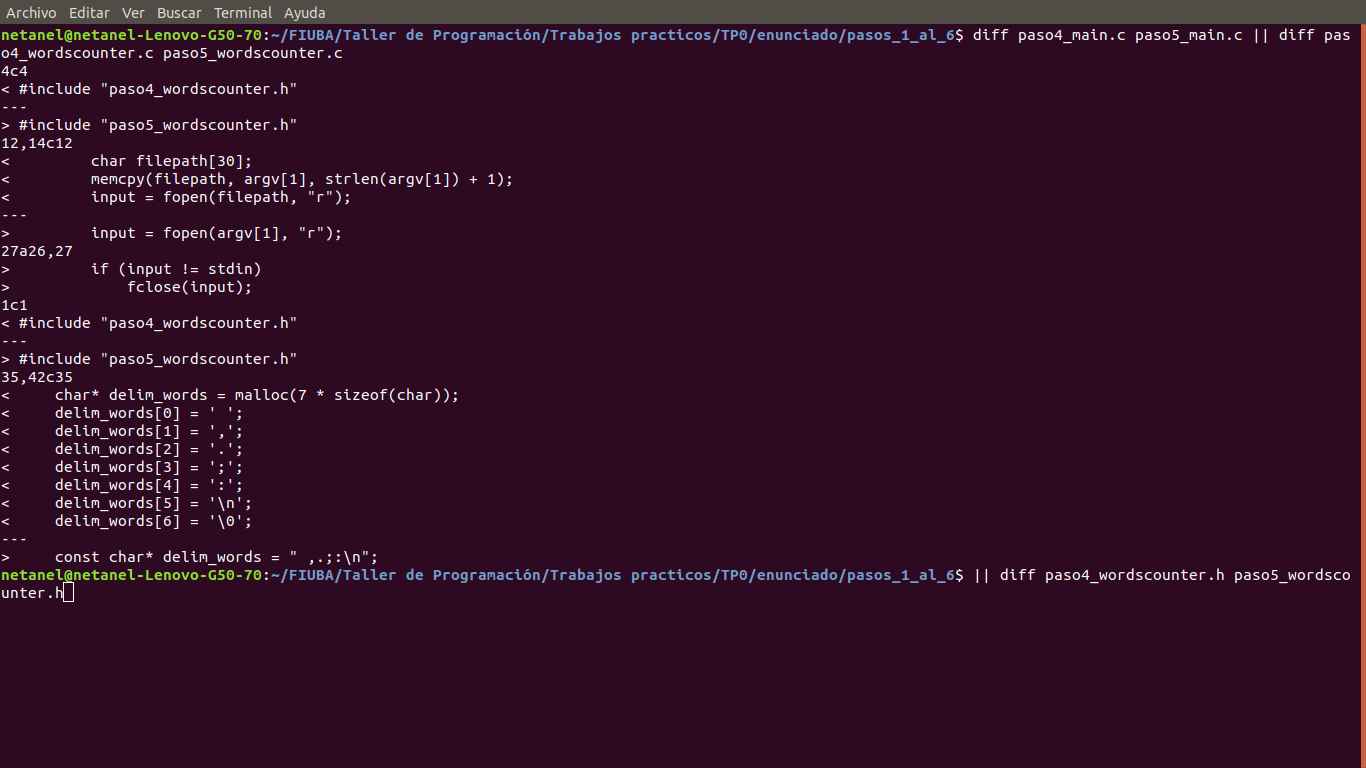 Archivo Editar Ver Buscar Terminal Ayuda
netanel@netanel-Lenovo-G50-70:~/FIUBA/Taller de Programación/Trabajos practicos/TP0/enunciado/pasos_1_al_6$ diff paso4_main.c paso5_main.c || diff pas
o4_wordscounter.c paso5_wordscounter.c
4c4
< #include "paso4_wordscounter.h"
---
> #include "paso5_wordscounter.h"
12,14c12
<         char filepath[30];
<         memcpy(filepath, argv[1], strlen(argv[1]) + 1);
<         input = fopen(filepath, "r");
---
>         input = fopen(argv[1], "r");
27a26,27
>         if (input != stdin)
>             fclose(input);
1c1
< #include "paso4_wordscounter.h"
---
> #include "paso5_wordscounter.h"
35,42c35
<     char* delim_words = malloc(7 * sizeof(char));
<     delim_words[0] = ' ';
<     delim_words[1] = ',';
<     delim_words[2] = '.';
<     delim_words[3] = ';';
<     delim_words[4] = ':';
<     delim_words[5] = '\n';
<     delim_words[6] = '\0';
---
>     const char* delim_words = " ,.;:\n";
netanel@netanel-Lenovo-G50-70:~/FIUBA/Taller de Programación/Trabajos practicos/TP0/enunciado/pasos_1_al_6$ || diff paso4_wordscounter.h paso5_wordsco
unter.h